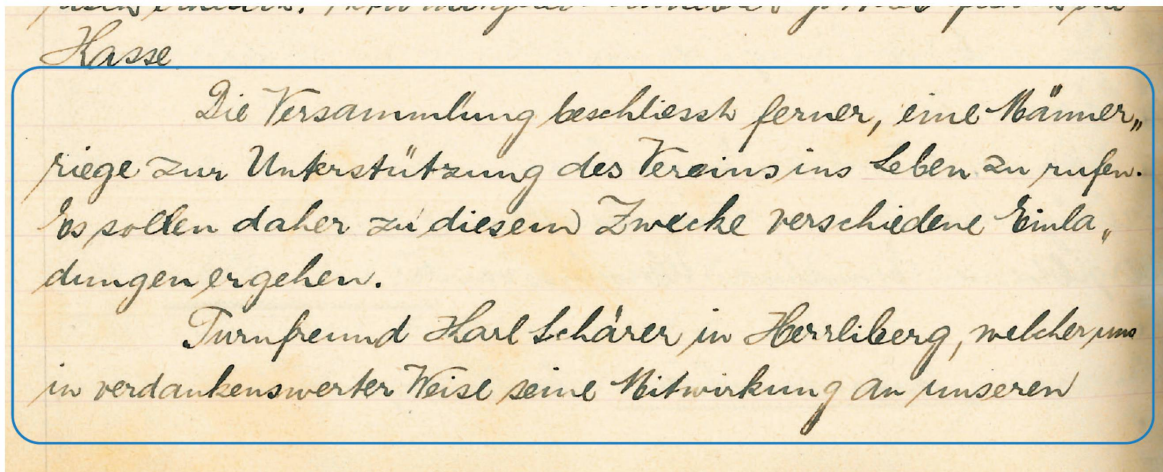 Kasse
Die Versammlung beschliesst ferner, eine Männer„
riege zur Unterstützung des Vereins ins Leben zu rufen.
Es sollen daher zu diesem Zwecke verschiedene Einla„
dungen ergehen.
Turnfreund Karl Schärer in Herrliberg, welcher uns
in verdankenswerter Weise seine Mitwirkung an unseren